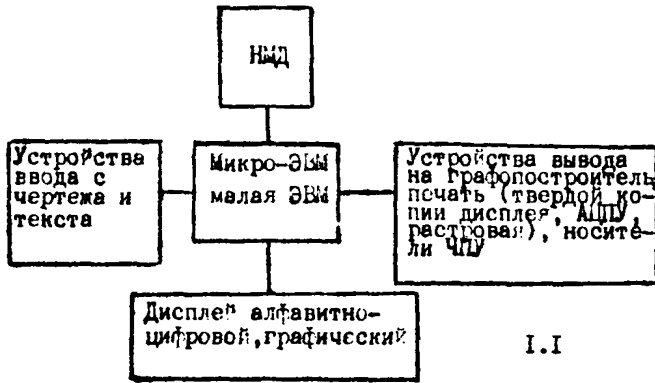 НМД
Устройства
ввода с
чертежа и
текста
Микро-ЭВМ
малая ЭВМ
Устройства вывода
на графопостроитель
печать (твердой ко-
пии дисплея, АЦПУ,
растровая), носите-
ли ЧПУ
Дисплей алфавитно-
цифровой,графический
I.I